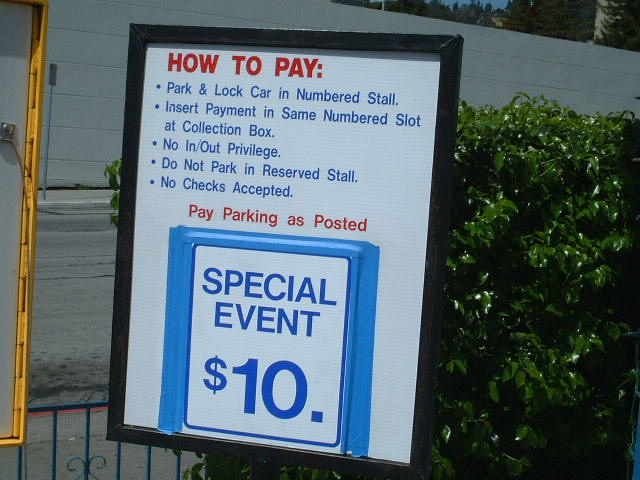 HOW TO PAY:
• Park & Lock Car in Numbered Stall.
• Insert Payment in Same Numbered Slot
at Collection Box.
• No In/Out Privilege.
• Do Not Park in Reserved Stall.
• No Checks Accepted.
Pay Parking as Posted
SPECIAL
EVENT
$10.